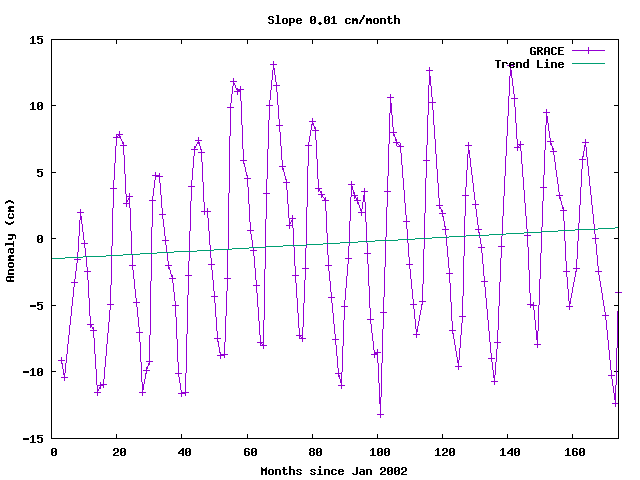 Slope 0.01 cm/month
GRACE
Trend Line
15
10
5
0
-5
-10
-15
Anomaly (cm)
0 20 40 60 80 100 120 140 160
Months since Jan 2002